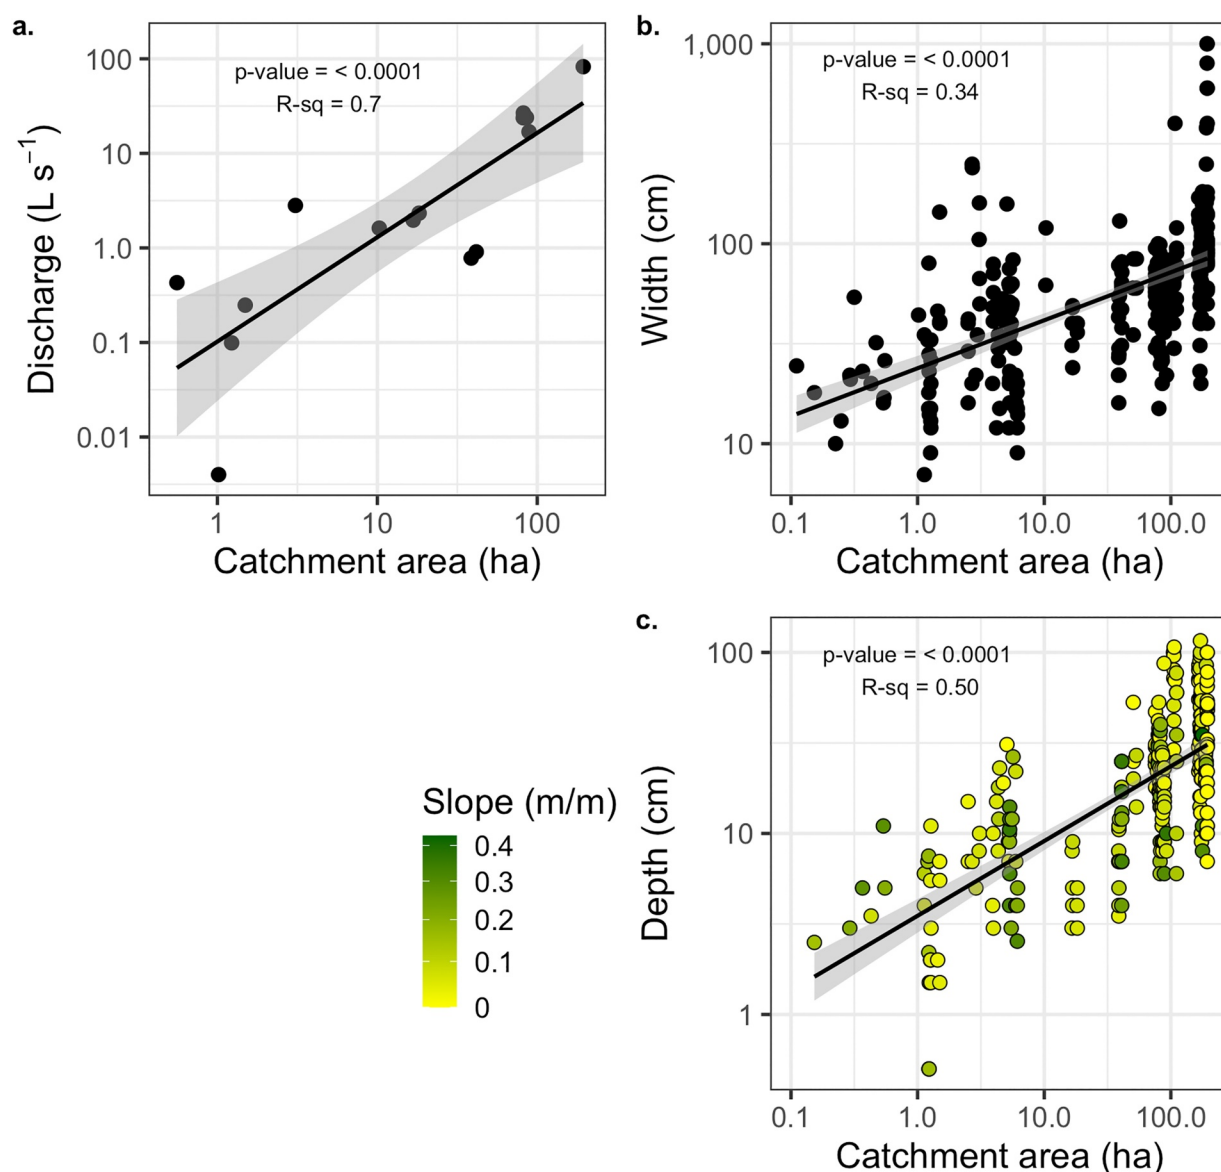 a.
p-value = < 0.0001
R-sq = 0.7
Discharge (L s⁻¹)
100
10
1.0
0.1
0.01
1
10
100
Catchment area (ha)
b.
p-value = < 0.0001
R-sq = 0.34
Width (cm)
1,000
100
10
0.1
1.0
10.0
100.0
Catchment area (ha)
c.
p-value = < 0.0001
R-sq = 0.50
Depth (cm)
100
10
1
0.1
1.0
10.0
100.0
Catchment area (ha)
Slope (m/m)
0.4
0.3
0.2
0.1
0